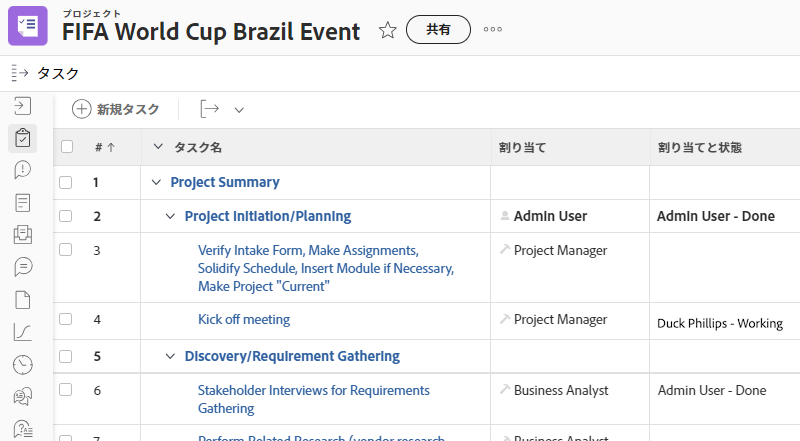 プロジェクト
FIFA World Cup Brazil Event
共有
タスク
新規タスク
# ↑ タスク名 割り当て 割り当てと状態
1 Project Summary
2 Project Initiation/Planning Admin User Admin User - Done
3 Verify Intake Form, Make Assignments, Project Manager
Solidify Schedule, Insert Module if Necessary,
Make Project "Current"
4 Kick off meeting Project Manager Duck Phillips - Working
5 Discovery/Requirement Gathering
6 Stakeholder Interviews for Requirements Business Analyst Admin User - Done
Gathering
7 Perform Related Research (vendor research, Business Analyst